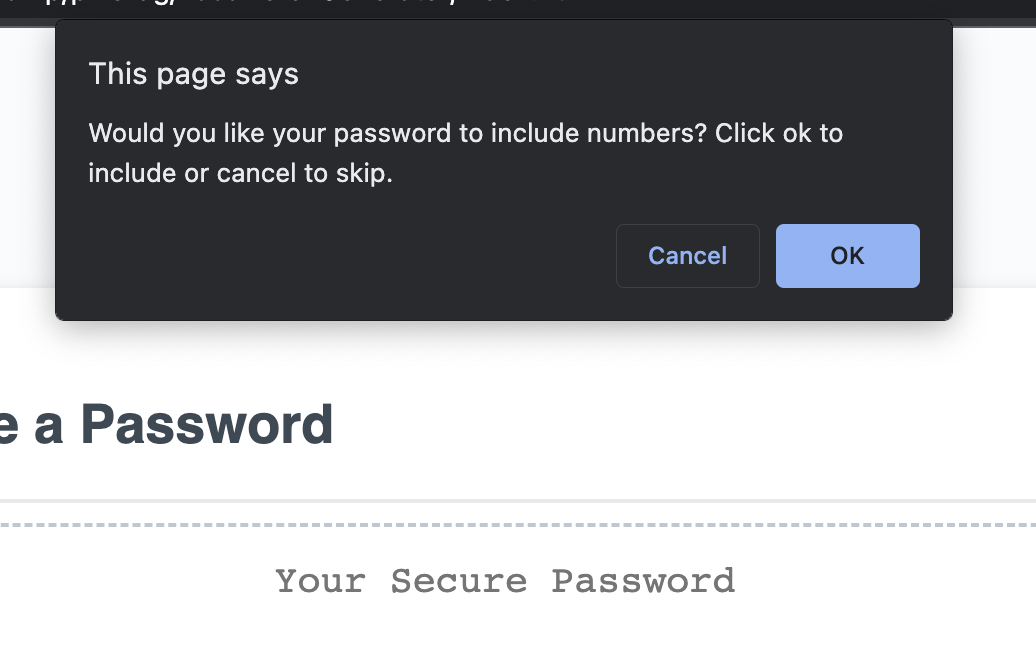 This page says
Would you like your password to include numbers? Click ok to
include or cancel to skip.
Cancel OK
e a Password
Your Secure Password